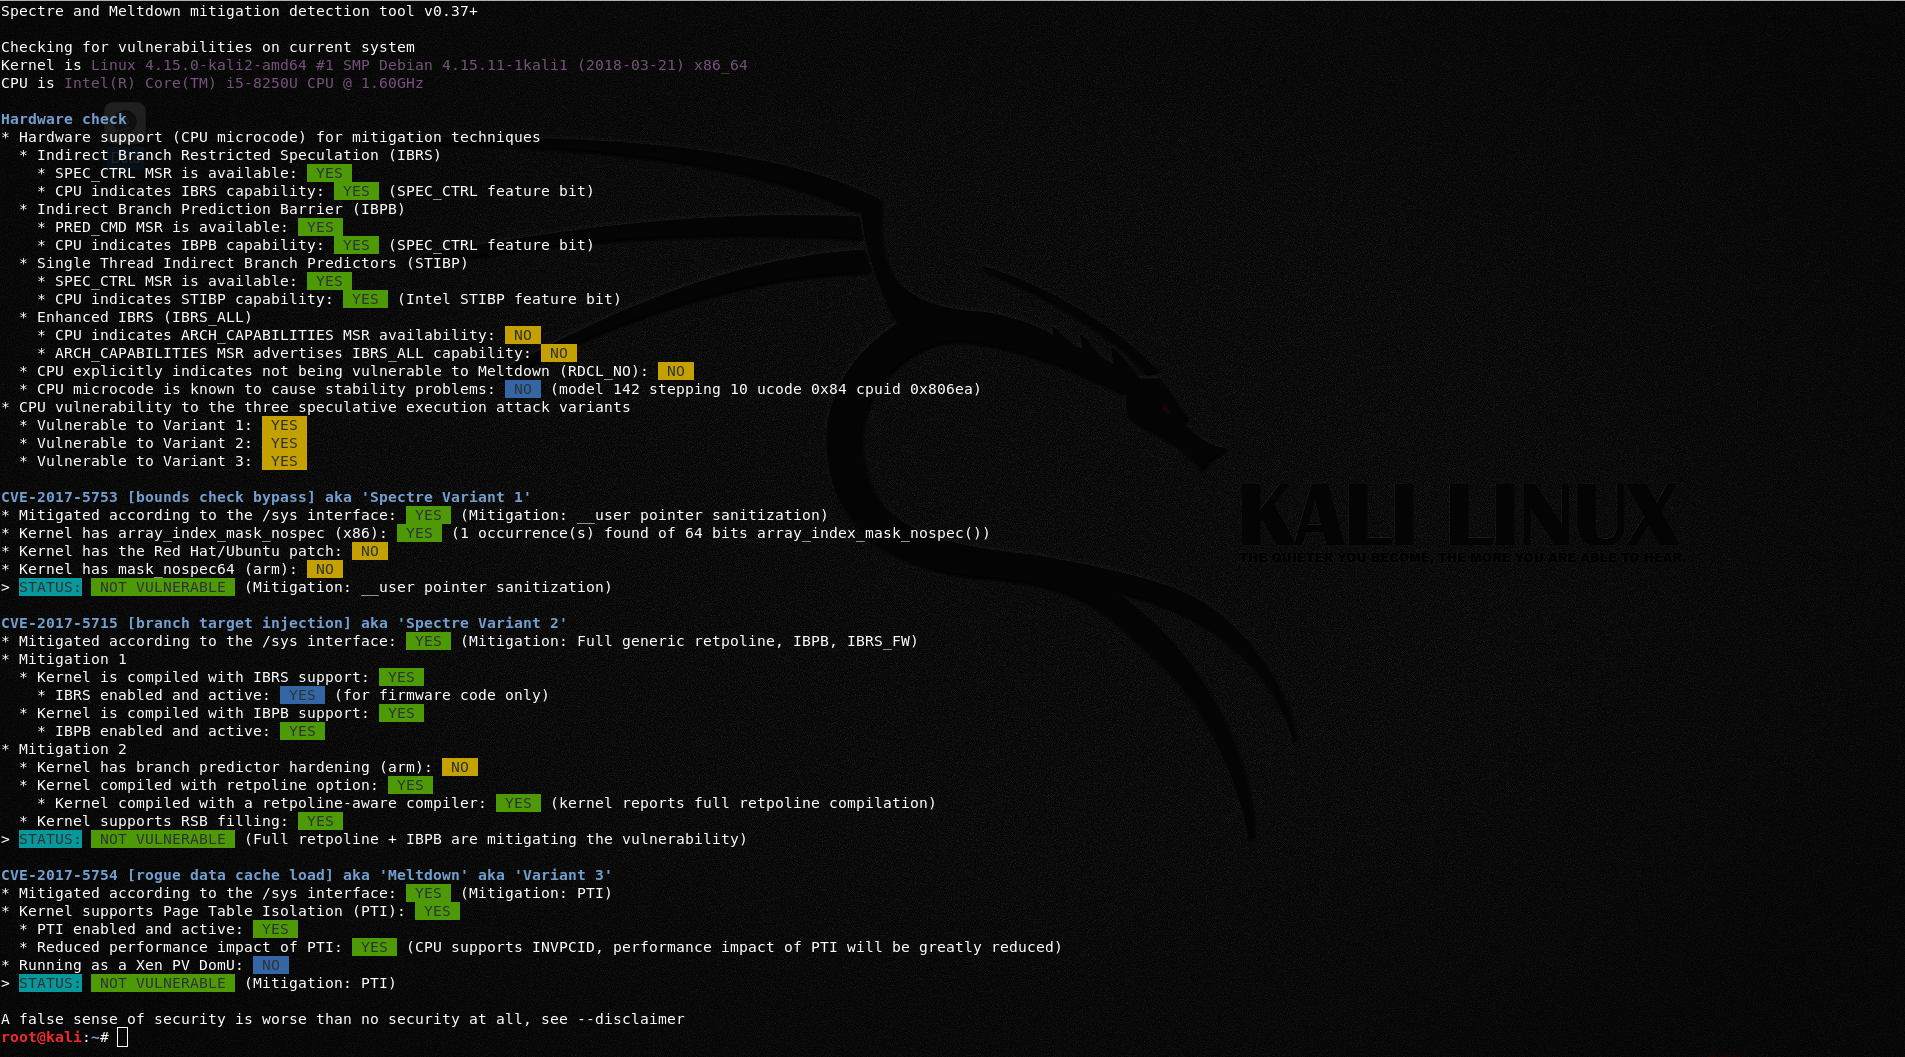 Spectre and Meltdown mitigation detection tool v0.37+
Checking for vulnerabilities on current system
Kernel is Linux 4.15.0-kali2-amd64 #1 SMP Debian 4.15.11-1kali1 (2018-03-21) x86_64
CPU is Intel(R) Core(TM) i5-8250U CPU @ 1.60GHz
Hardware check
* Hardware support (CPU microcode) for mitigation techniques
* Indirect Branch Restricted Speculation (IBRS)
* SPEC_CTRL MSR is available: YES
* CPU indicates IBRS capability: YES (SPEC_CTRL feature bit)
* Indirect Branch Prediction Barrier (IBPB)
* PRED_CMD MSR is available: YES
* CPU indicates IBPB capability: YES (SPEC_CTRL feature bit)
* Single Thread Indirect Branch Predictors (STIBP)
* SPEC_CTRL MSR is available: YES
* CPU indicates STIBP capability: YES (Intel STIBP feature bit)
* Enhanced IBRS (IBRS_ALL)
* CPU indicates ARCH_CAPABILITIES MSR availability: NO
* ARCH_CAPABILITIES MSR advertises IBRS_ALL capability: NO
* CPU explicitly indicates not being vulnerable to Meltdown (RDCL_NO): NO
* CPU microcode is known to cause stability problems: NO (model 142 stepping 10 ucode 0x84 cpuid 0x806ea)
* CPU vulnerability to the three speculative execution attack variants
* Vulnerable to Variant 1: YES
* Vulnerable to Variant 2: YES
* Vulnerable to Variant 3: YES
CVE-2017-5753 [bounds check bypass] aka 'Spectre Variant 1'
* Mitigated according to the /sys interface: YES (Mitigation: __user pointer sanitization)
* Kernel has array_index_mask_nospec (x86): YES (1 occurrence(s) found of 64 bits array_index_mask_nospec())
* Kernel has the Red Hat/Ubuntu patch: NO
* Kernel has mask_nospec64 (arm): NO
> STATUS: NOT VULNERABLE (Mitigation: __user pointer sanitization)
CVE-2017-5715 [branch target injection] aka 'Spectre Variant 2'
* Mitigated according to the /sys interface: YES (Mitigation: Full generic retpoline, IBPB, IBRS_FW)
* Mitigation 1
* Kernel is compiled with IBRS support: YES
* IBRS enabled and active: YES (for firmware code only)
* Kernel is compiled with IBPB support: YES
* IBPB enabled and active: YES
* Mitigation 2
* Kernel has branch predictor hardening (arm): NO
* Kernel compiled with retpoline option: YES
* Kernel compiled with a retpoline-aware compiler: YES (kernel reports full retpoline compilation)
* Kernel supports RSB filling: YES
> STATUS: NOT VULNERABLE (Full retpoline + IBPB are mitigating the vulnerability)
CVE-2017-5754 [rogue data cache load] aka 'Meltdown' aka 'Variant 3'
* Mitigated according to the /sys interface: YES (Mitigation: PTI)
* Kernel supports Page Table Isolation (PTI): YES
* PTI enabled and active: YES
* Reduced performance impact of PTI: YES (CPU supports INVPCID, performance impact of PTI will be greatly reduced)
* Running as a Xen PV DomU: NO
> STATUS: NOT VULNERABLE (Mitigation: PTI)
A false sense of security is worse than no security at all, see --disclaimer
root@kali:~#
KALI LINUX
THE QUIETER YOU BECOME, THE MORE YOU ARE ABLE TO HEAR.